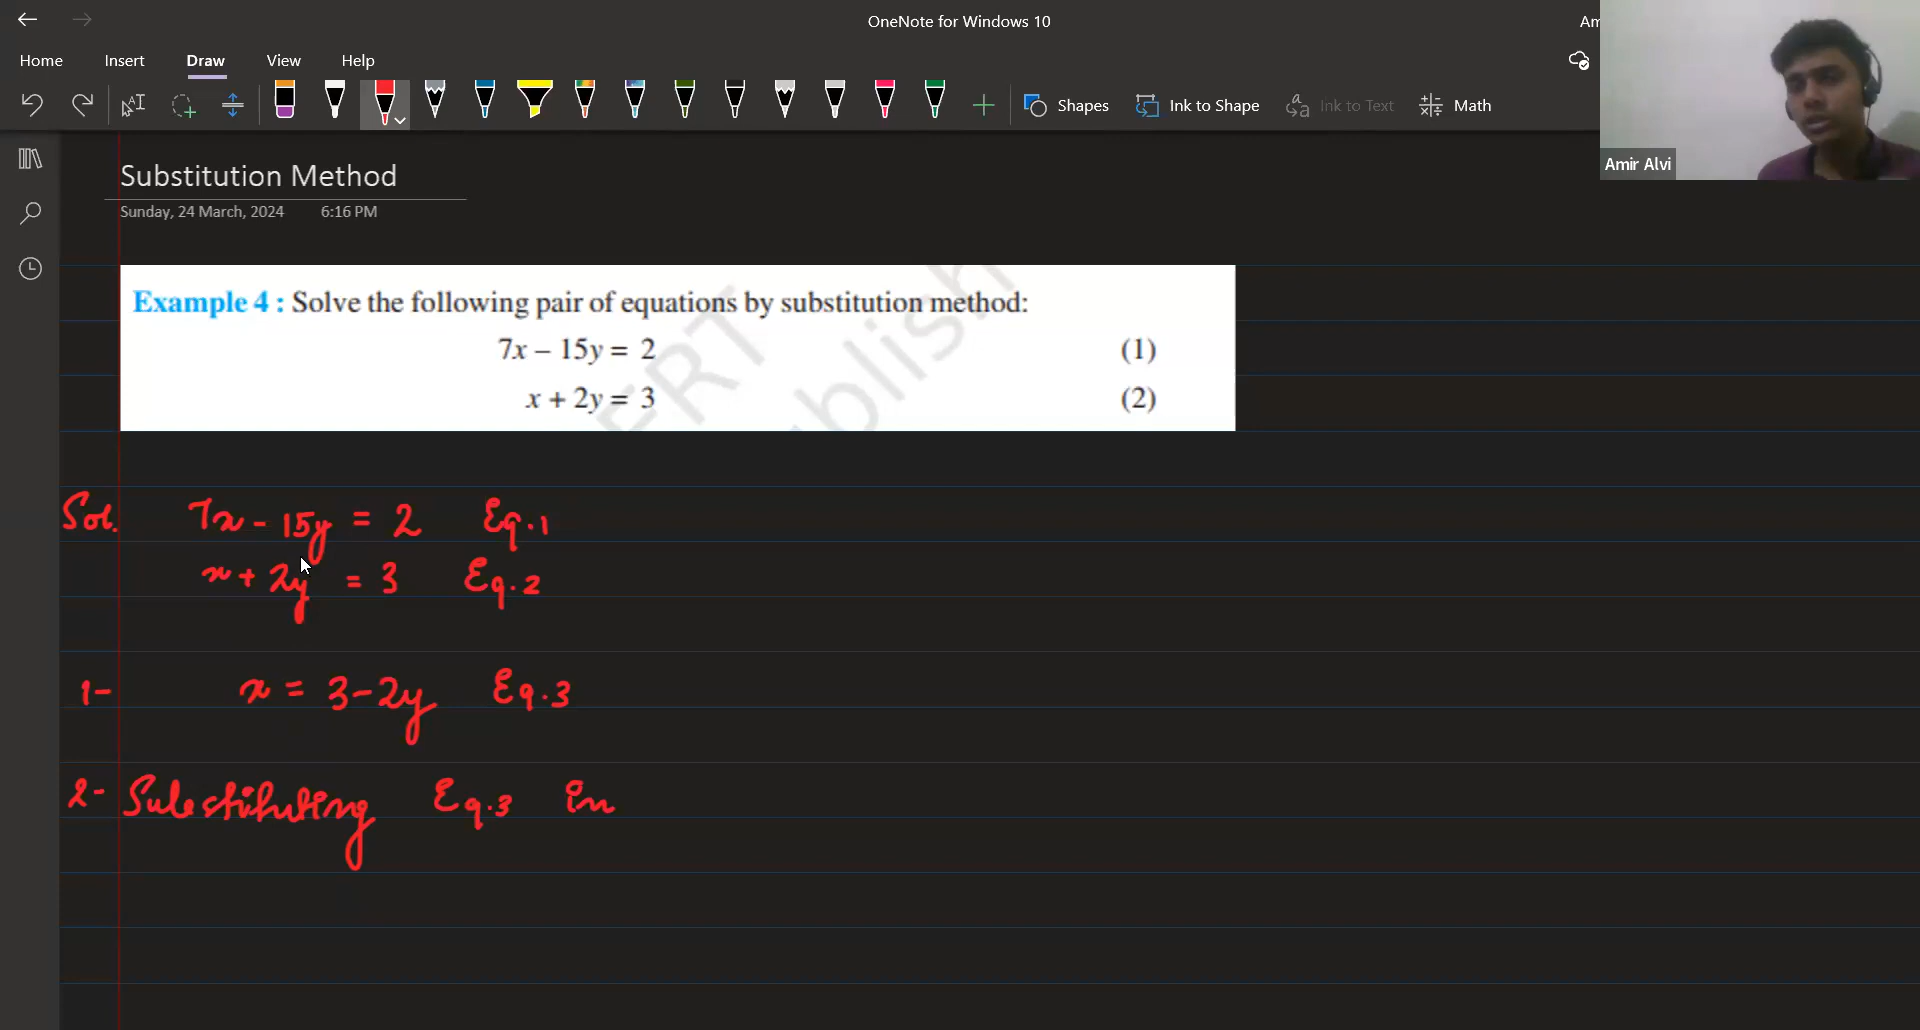 OneNote for Windows 10
Am
Home Insert Draw View Help
Shapes Ink to Shape Ink to Text Math
Amir Alvi
Substitution Method
Sunday, 24 March, 2024 6:16 PM
Example 4 : Solve the following pair of equations by substitution method:
7x – 15y = 2 (1)
x + 2y = 3 (2)
ERT
blish
Sol. 7x - 15y = 2 Eq.1
x + 2y = 3 Eq.2
1- x = 3 - 2y Eq.3
2- Substituting Eq.3 in